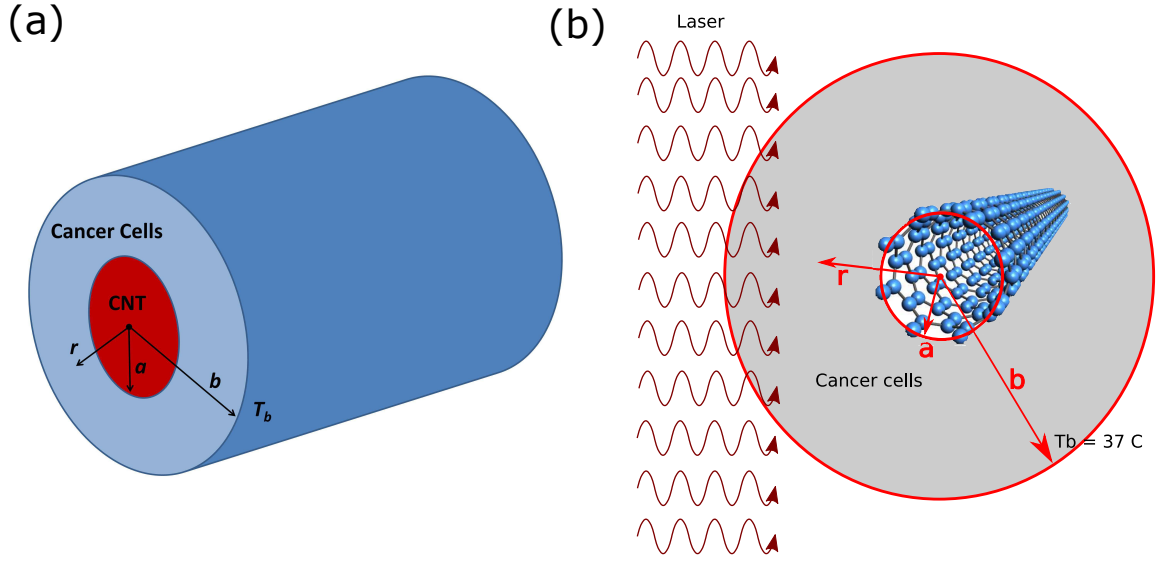 (a)
Cancer Cells
CNT
r
a
b
T_b
(b)
Laser
r
a
b
Cancer cells
Tb = 37 C